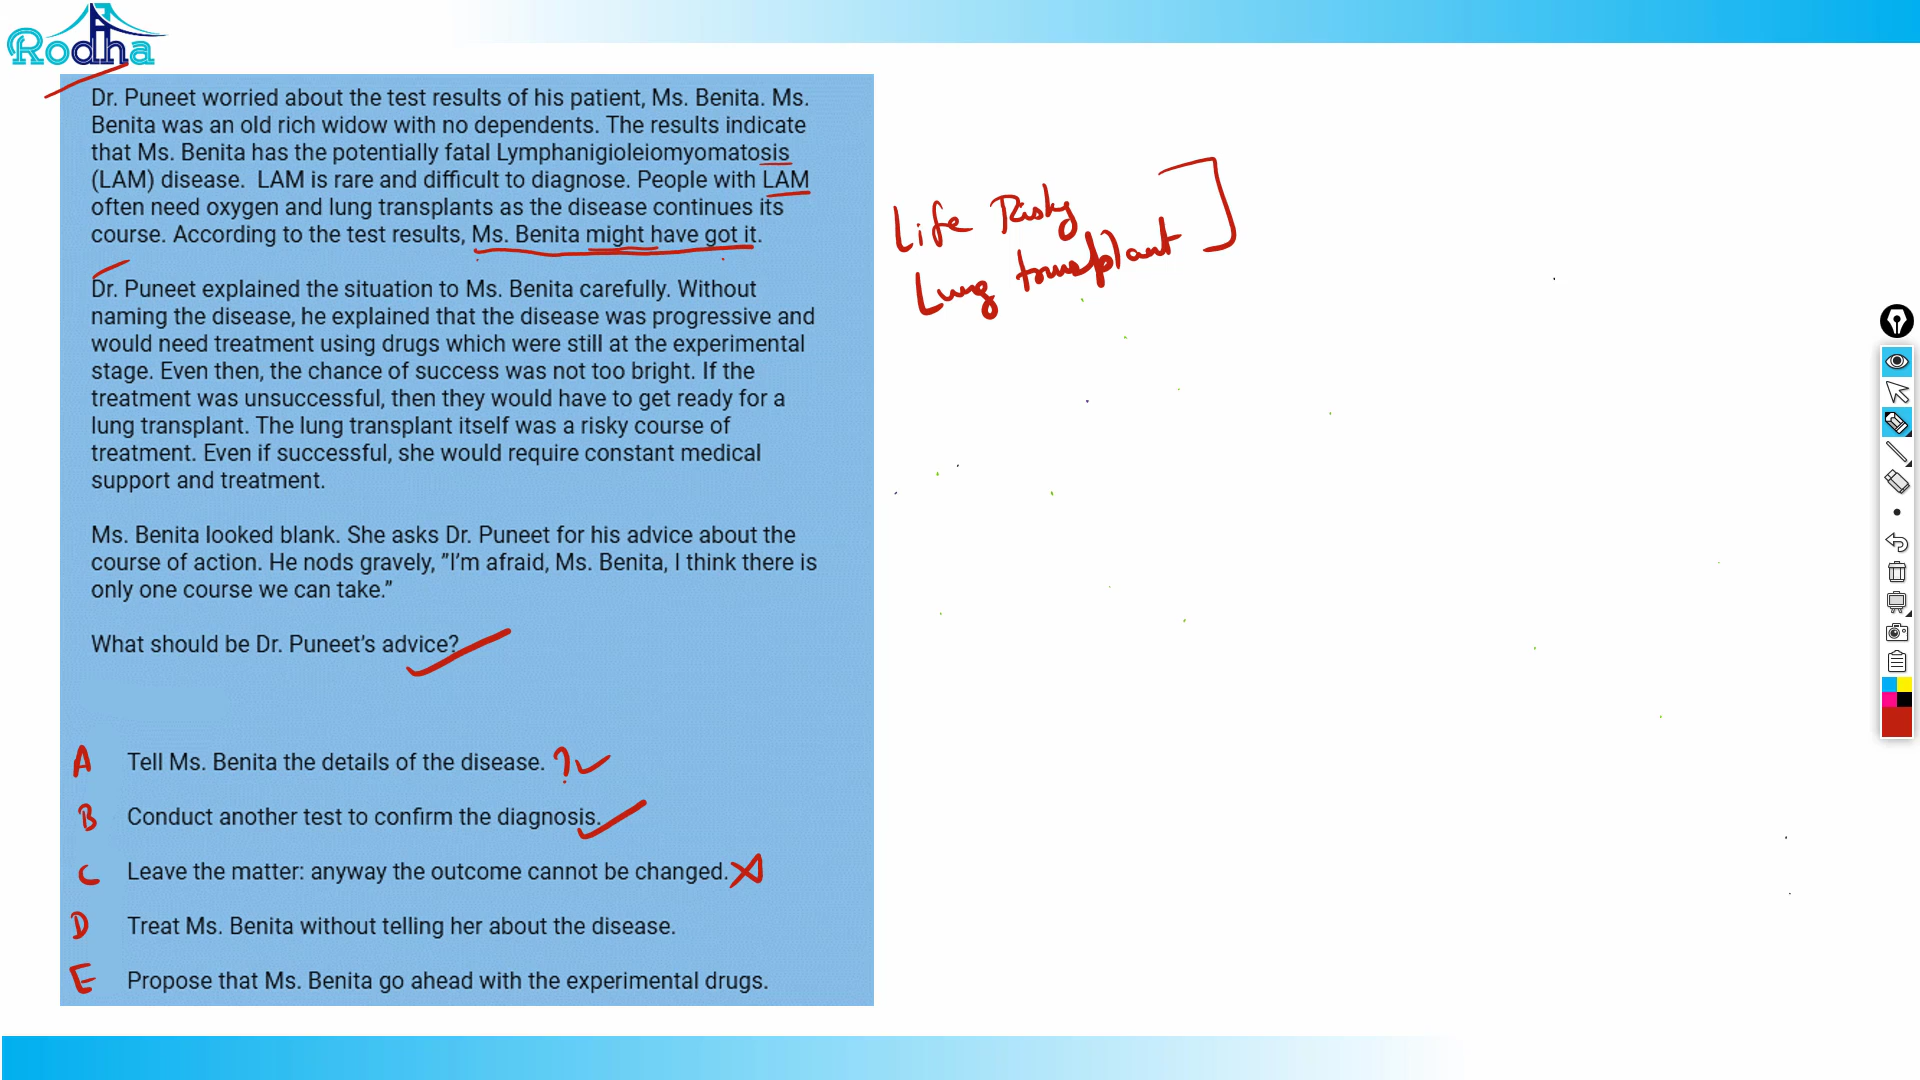 Rodha
Dr. Puneet worried about the test results of his patient, Ms. Benita. Ms.
Benita was an old rich widow with no dependents. The results indicate
that Ms. Benita has the potentially fatal Lymphanigioleiomyomatosis
(LAM) disease. LAM is rare and difficult to diagnose. People with LAM
often need oxygen and lung transplants as the disease continues its
course. According to the test results, Ms. Benita might have got it.
Dr. Puneet explained the situation to Ms. Benita carefully. Without
naming the disease, he explained that the disease was progressive and
would need treatment using drugs which were still at the experimental
stage. Even then, the chance of success was not too bright. If the
treatment was unsuccessful, then they would have to get ready for a
lung transplant. The lung transplant itself was a risky course of
treatment. Even if successful, she would require constant medical
support and treatment.
Ms. Benita looked blank. She asks Dr. Puneet for his advice about the
course of action. He nods gravely, ”I’m afraid, Ms. Benita, I think there is
only one course we can take.”
What should be Dr. Puneet’s advice?
A Tell Ms. Benita the details of the disease. ?
B Conduct another test to confirm the diagnosis.
C Leave the matter: anyway the outcome cannot be changed.
D Treat Ms. Benita without telling her about the disease.
E Propose that Ms. Benita go ahead with the experimental drugs.
Life Risky
Lung transplant